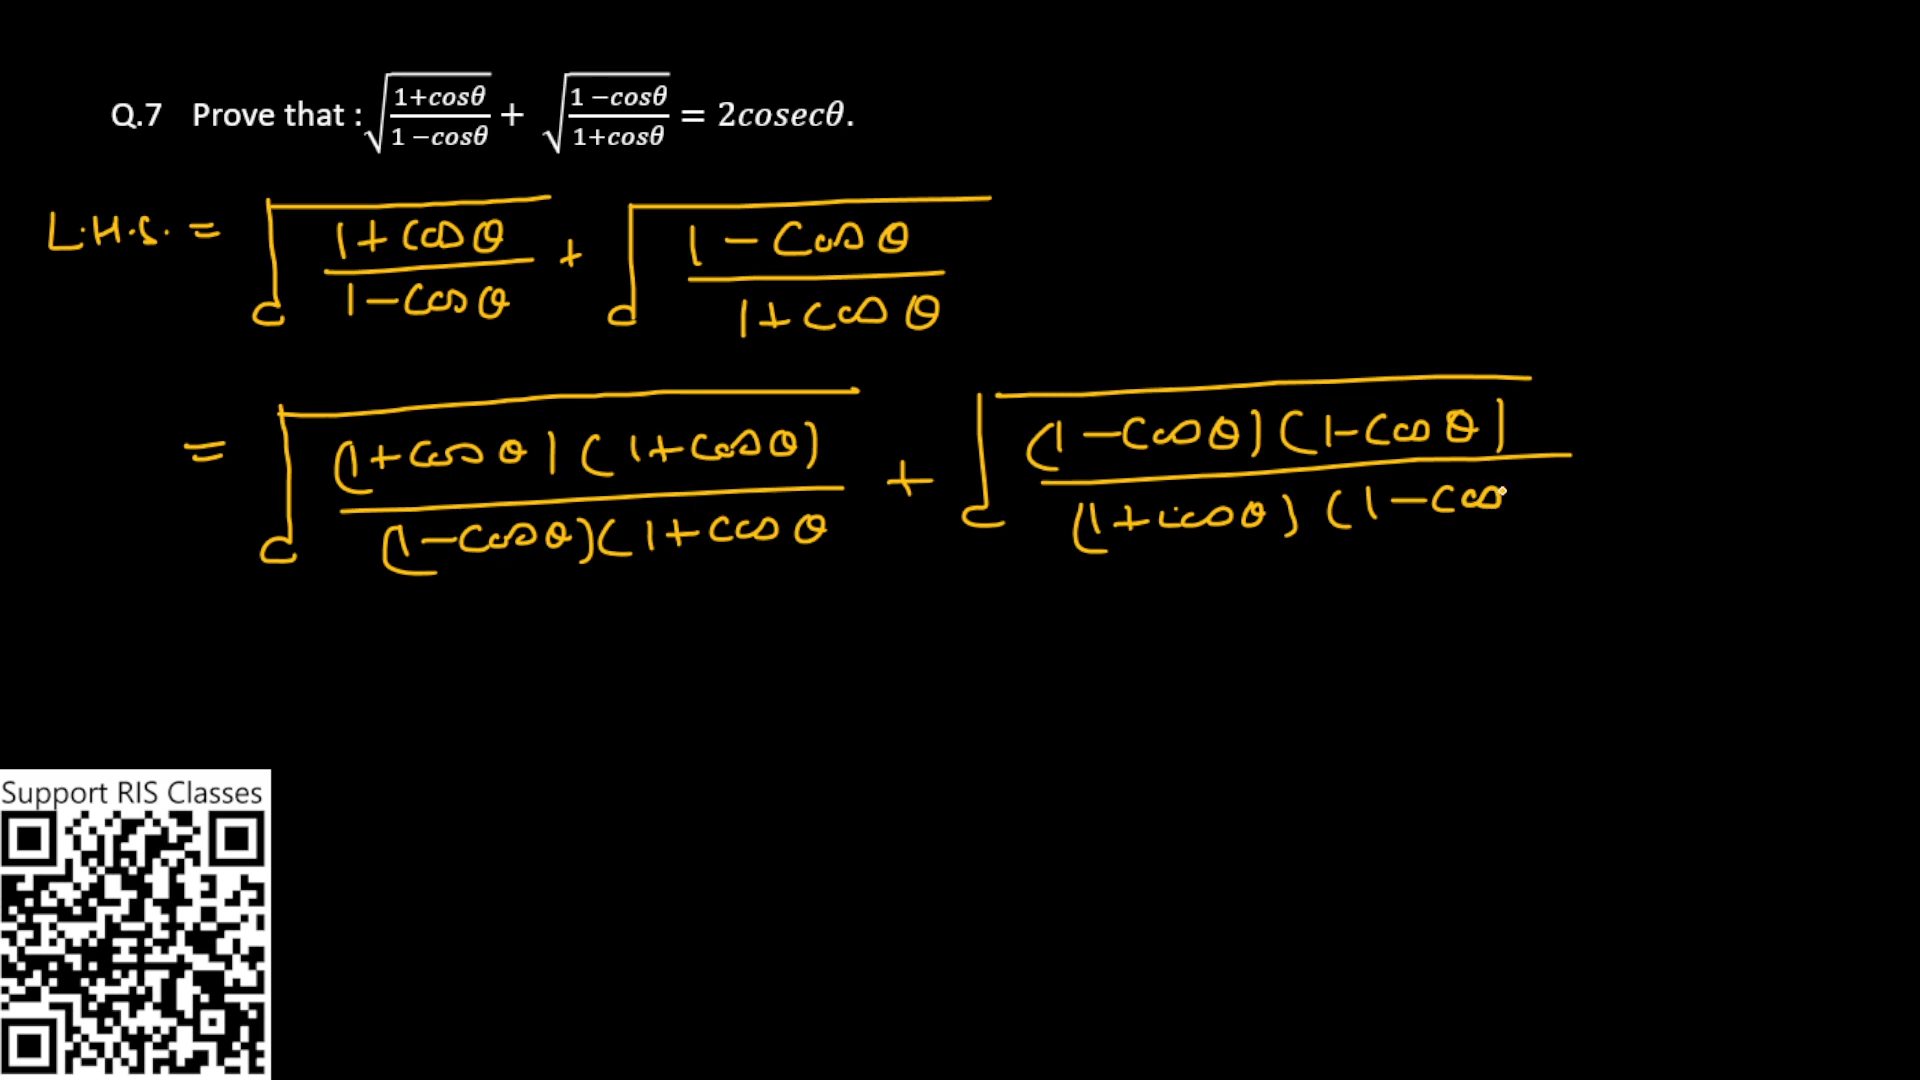 Q.7 Prove that : √((1+cosθ)/(1−cosθ)) + √((1−cosθ)/(1+cosθ)) = 2cosecθ.
L.H.S. = √((1+cosθ)/(1−cosθ)) + √((1−cosθ)/(1+cosθ))
= √((1+cosθ)(1+cosθ)/(1−cosθ)(1+cosθ) + √((1−cosθ)(1−cosθ)/(1+cosθ)(1−cos
Support RIS Classes